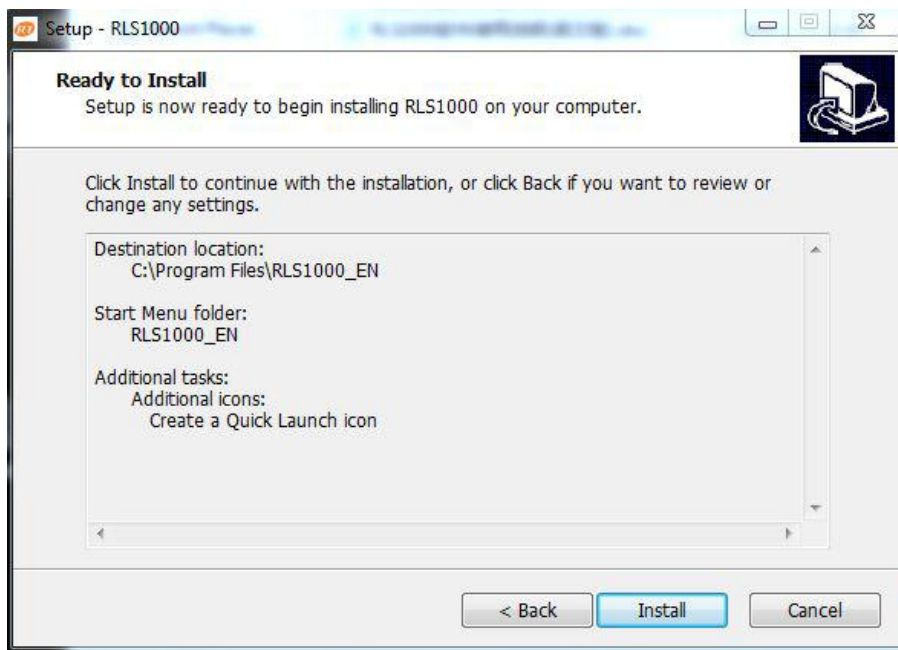 Setup - RLS1000
Ready to Install
Setup is now ready to begin installing RLS1000 on your computer.
Click Install to continue with the installation, or click Back if you want to review or
change any settings.
Destination location:
C:\Program Files\RLS1000_EN
Start Menu folder:
RLS1000_EN
Additional tasks:
Additional icons:
Create a Quick Launch icon
< Back
Install
Cancel